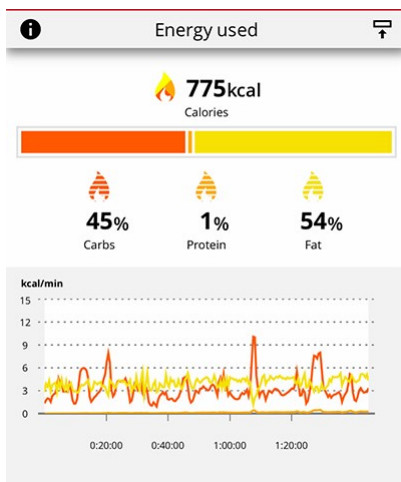 Energy used
775kcal
Calories
45% 1% 54%
Carbs Protein Fat
kcal/min
15
12
9
6
3
0
0:20:00 0:40:00 1:00:00 1:20:00